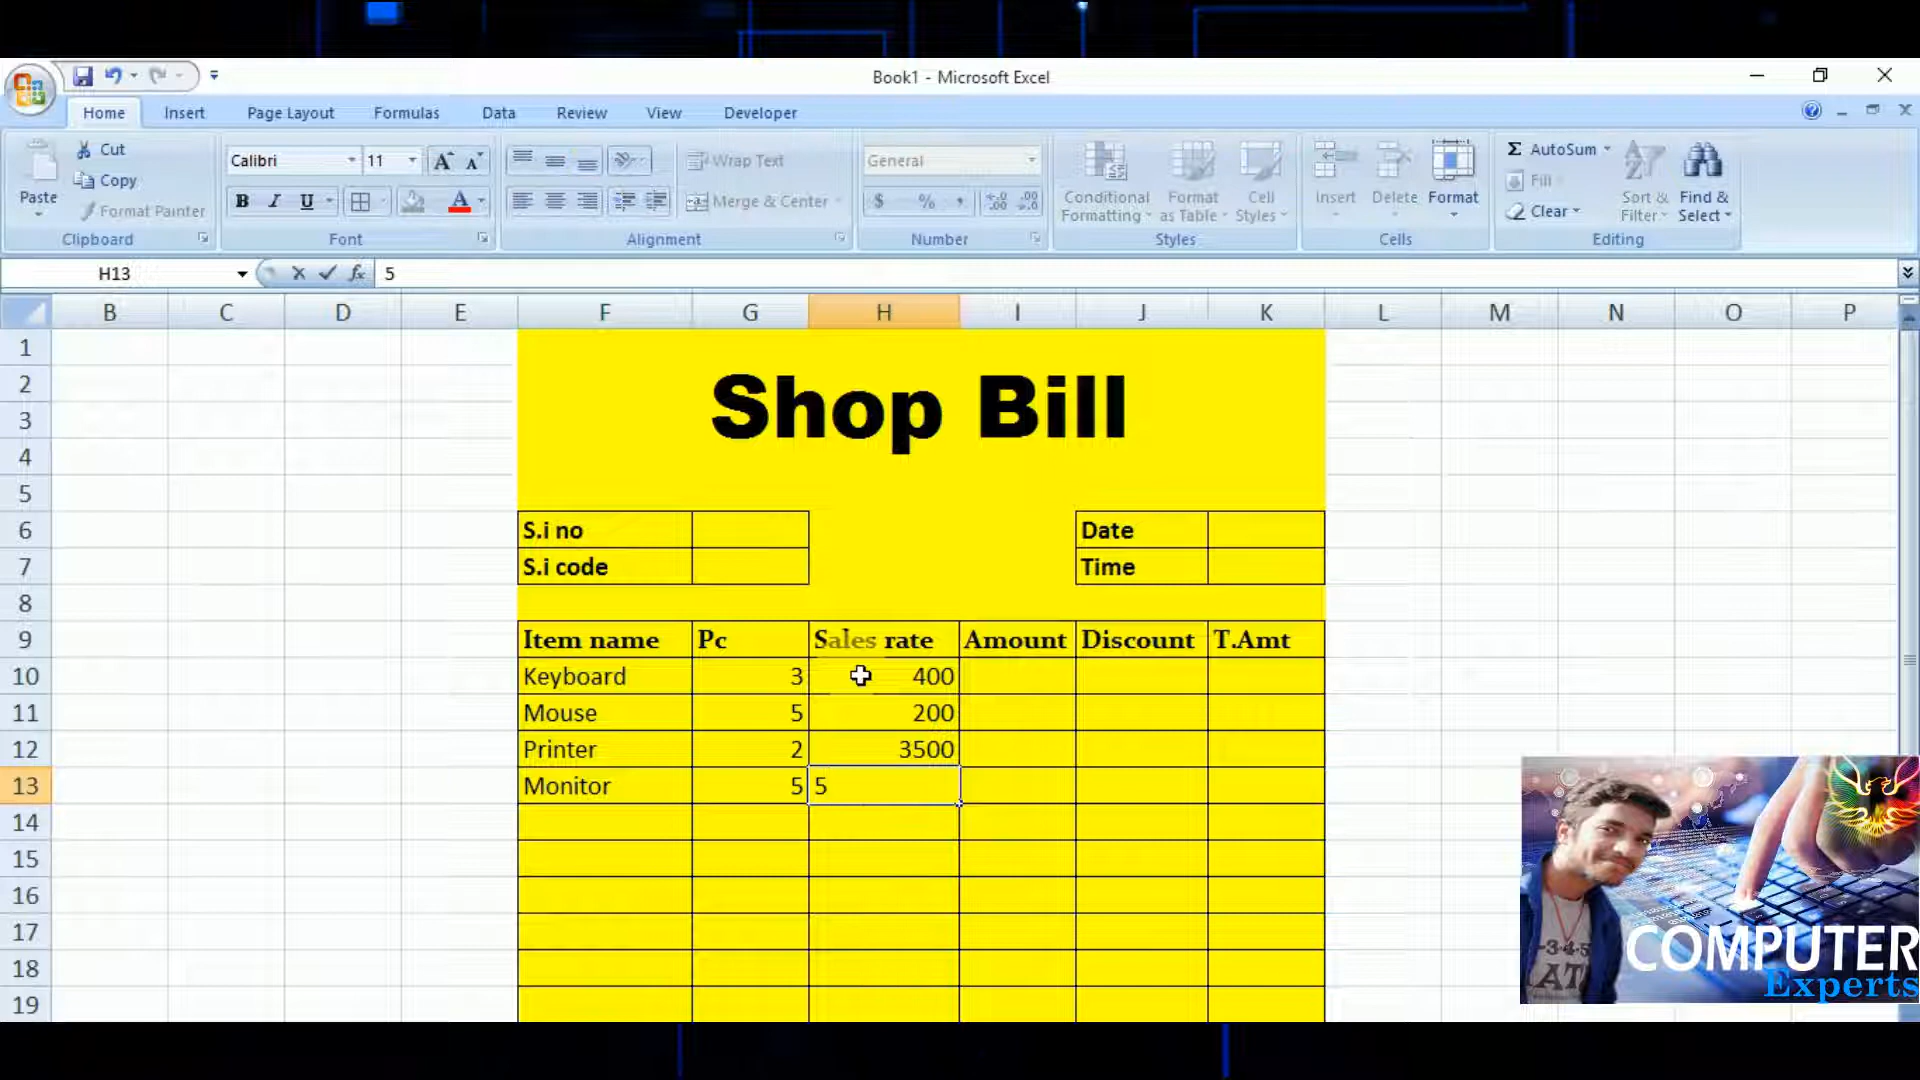 Book1 - Microsoft Excel
Home Insert Page Layout Formulas Data Review View Developer
Paste Cut Copy Format Painter
Clipboard
Calibri 11 A A
B I U A
Font
Wrap Text
Merge & Center
Alignment
General
$ % ,
Number
Conditional Formatting Format as Table Cell Styles
Styles
Insert Delete Format
Cells
Σ AutoSum
Fill
Clear
Sort & Filter Find & Select
Editing
H13 fx 5
B C D E F G H I J K L M N O P
1
2
Shop Bill
3
4
5
6 S.i no Date
7 S.i code Time
8
9 Item name Pc Sales rate Amount Discount T.Amt
10 Keyboard 3 400
11 Mouse 5 200
12 Printer 2 3500
13 Monitor 5 5
14
15
16
17
18
19
-3-4-5
COMPUTER
Experts